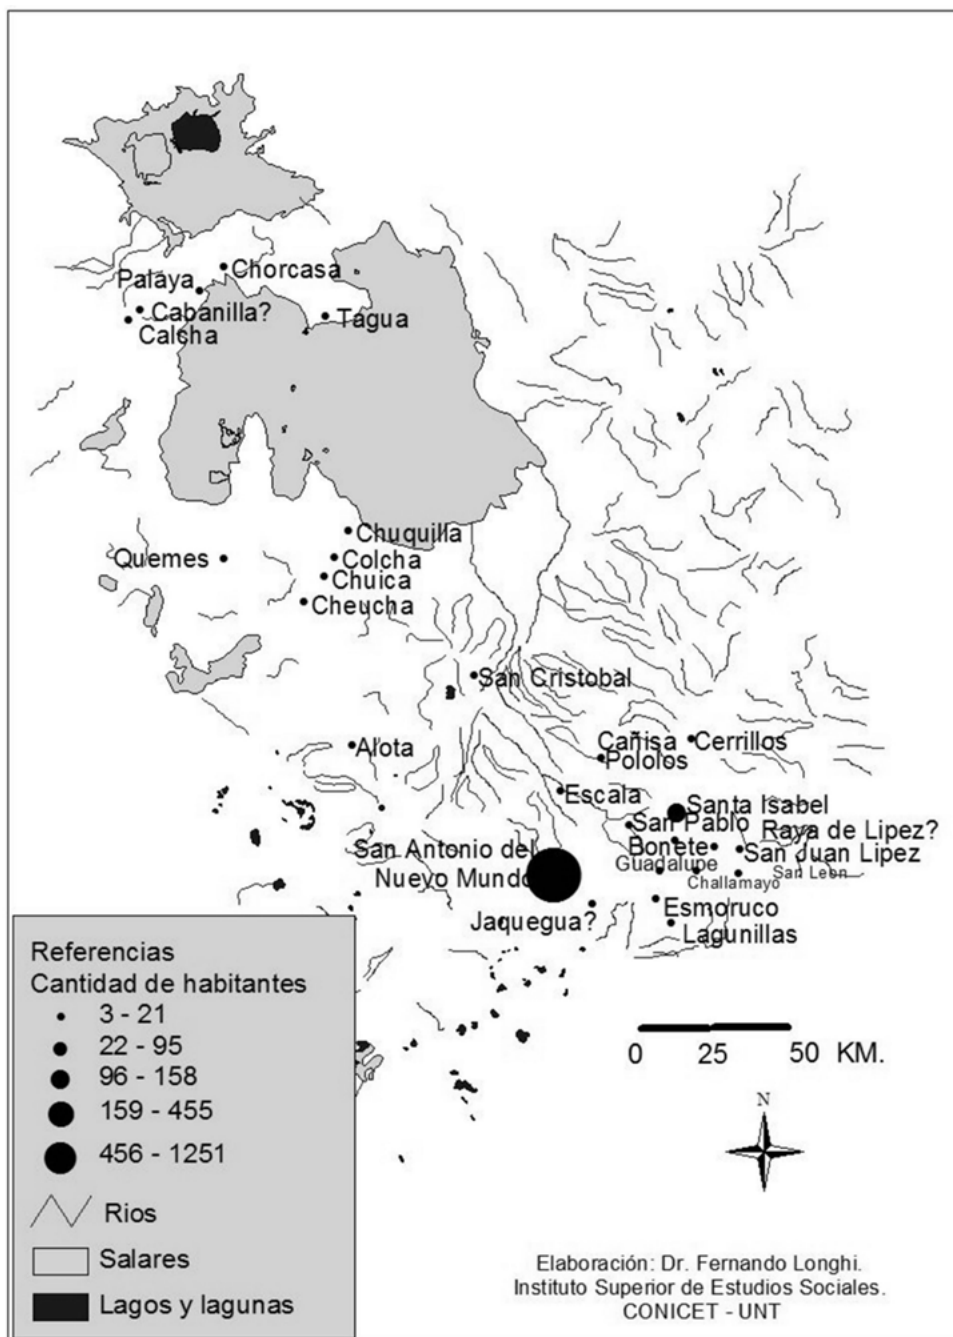 Chorcasa
Palaya
Cabanilla?
Calcha
Tagua
Chuquilla
Quemes
Colcha
Chuica
Cheucha
San Cristobal
Alota
Cañisa
Cerrillos
Pololos
Escala
Santa Isabel
San Pablo
Raya de Lipez?
San Antonio del
Nuevo Mundo
Bonete
San Juan Lipez
Guadalupe
San Leon
Challamayo
Jaquegua?
Esmoruco
Lagunillas
Referencias
Cantidad de habitantes
3 - 21
22 - 95
96 - 158
159 - 455
456 - 1251
Rios
Salares
Lagos y lagunas
0 25 50 KM.
N
Elaboración: Dr. Fernando Longhi.
Instituto Superior de Estudios Sociales.
CONICET - UNT